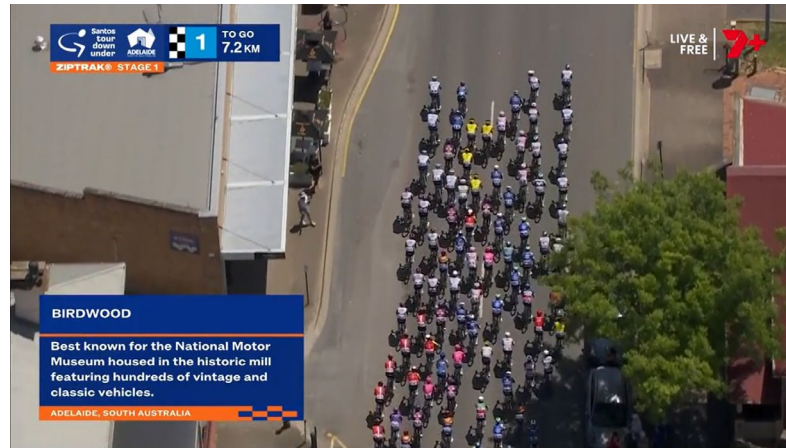 Santos
tour
down
under
ADELAIDE
1
TO GO
7.2 KM
ZIPTRAK® STAGE 1
LIVE &
FREE
7+
BIRDWOOD
Best known for the National Motor
Museum housed in the historic mill
featuring hundreds of vintage and
classic vehicles.
ADELAIDE, SOUTH AUSTRALIA